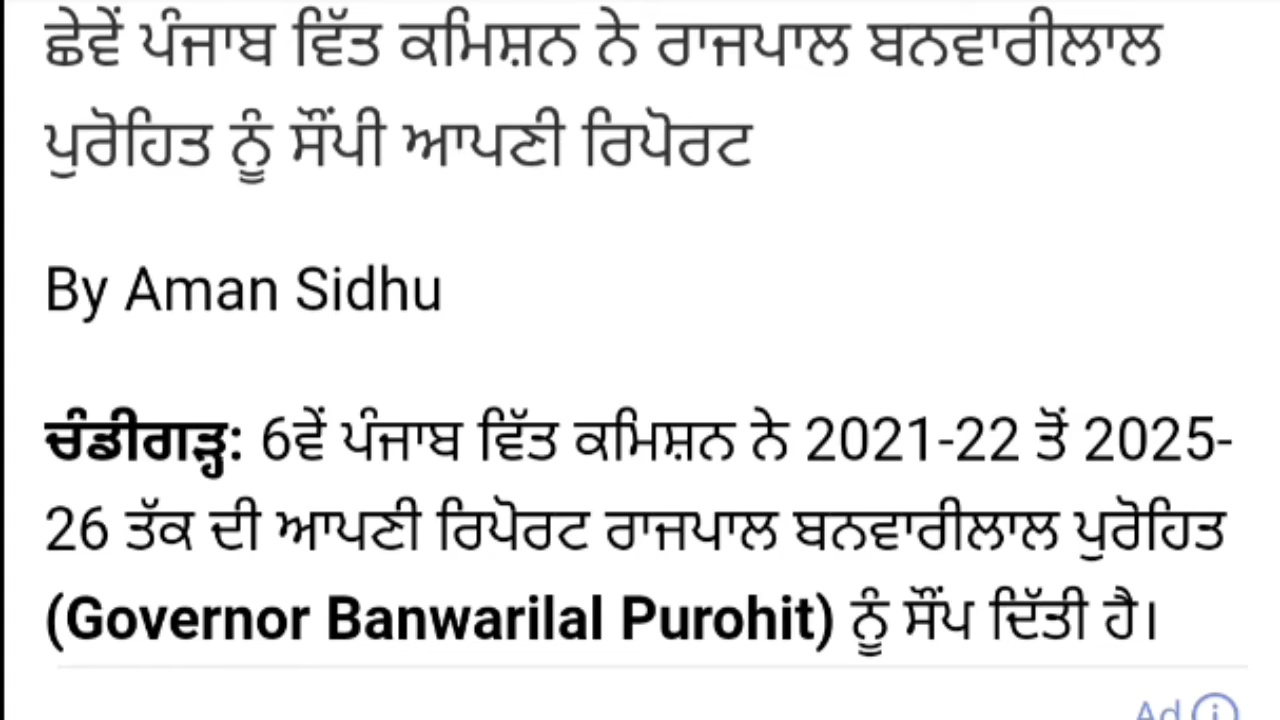 ਛੇਵੇਂ ਪੰਜਾਬ ਵਿੱਤ ਕਮਿਸ਼ਨ ਨੇ ਰਾਜਪਾਲ ਬਨਵਾਰੀਲਾਲ
ਪੁਰੋਹਿਤ ਨੂੰ ਸੌਂਪੀ ਆਪਣੀ ਰਿਪੋਰਟ
By Aman Sidhu
ਚੰਡੀਗੜ੍ਹ: 6ਵੇਂ ਪੰਜਾਬ ਵਿੱਤ ਕਮਿਸ਼ਨ ਨੇ 2021-22 ਤੋਂ 2025-
26 ਤੱਕ ਦੀ ਆਪਣੀ ਰਿਪੋਰਟ ਰਾਜਪਾਲ ਬਨਵਾਰੀਲਾਲ ਪੁਰੋਹਿਤ
(Governor Banwarilal Purohit) ਨੂੰ ਸੌਂਪ ਦਿੱਤੀ ਹੈ।
Ad